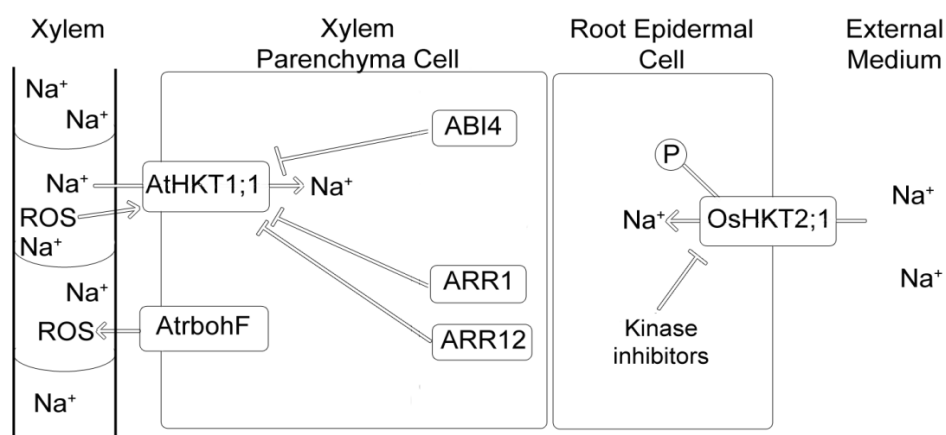 Xylem
Xylem
Parenchyma Cell
Root Epidermal
Cell
External
Medium
Na⁺
Na⁺
ABI4
P
Na⁺
AtHKT1;1
Na⁺
Na⁺
ROS
Na⁺
OsHKT2;1
Na⁺
Na⁺
Na⁺
ARR1
ROS
AtrbohF
ARR12
Kinase
inhibitors
Na⁺